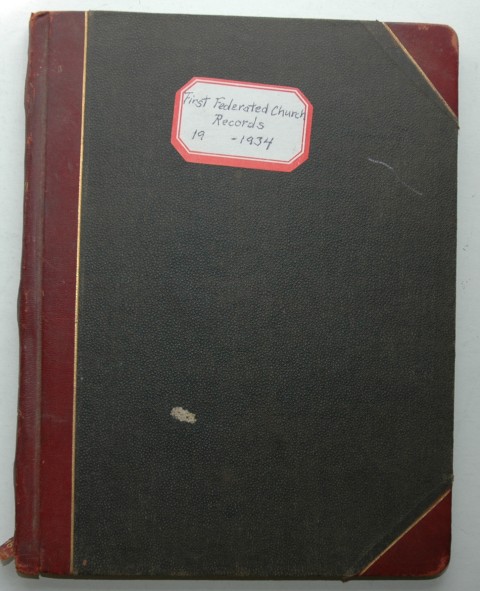 First Federated Church
Records
19    -1934